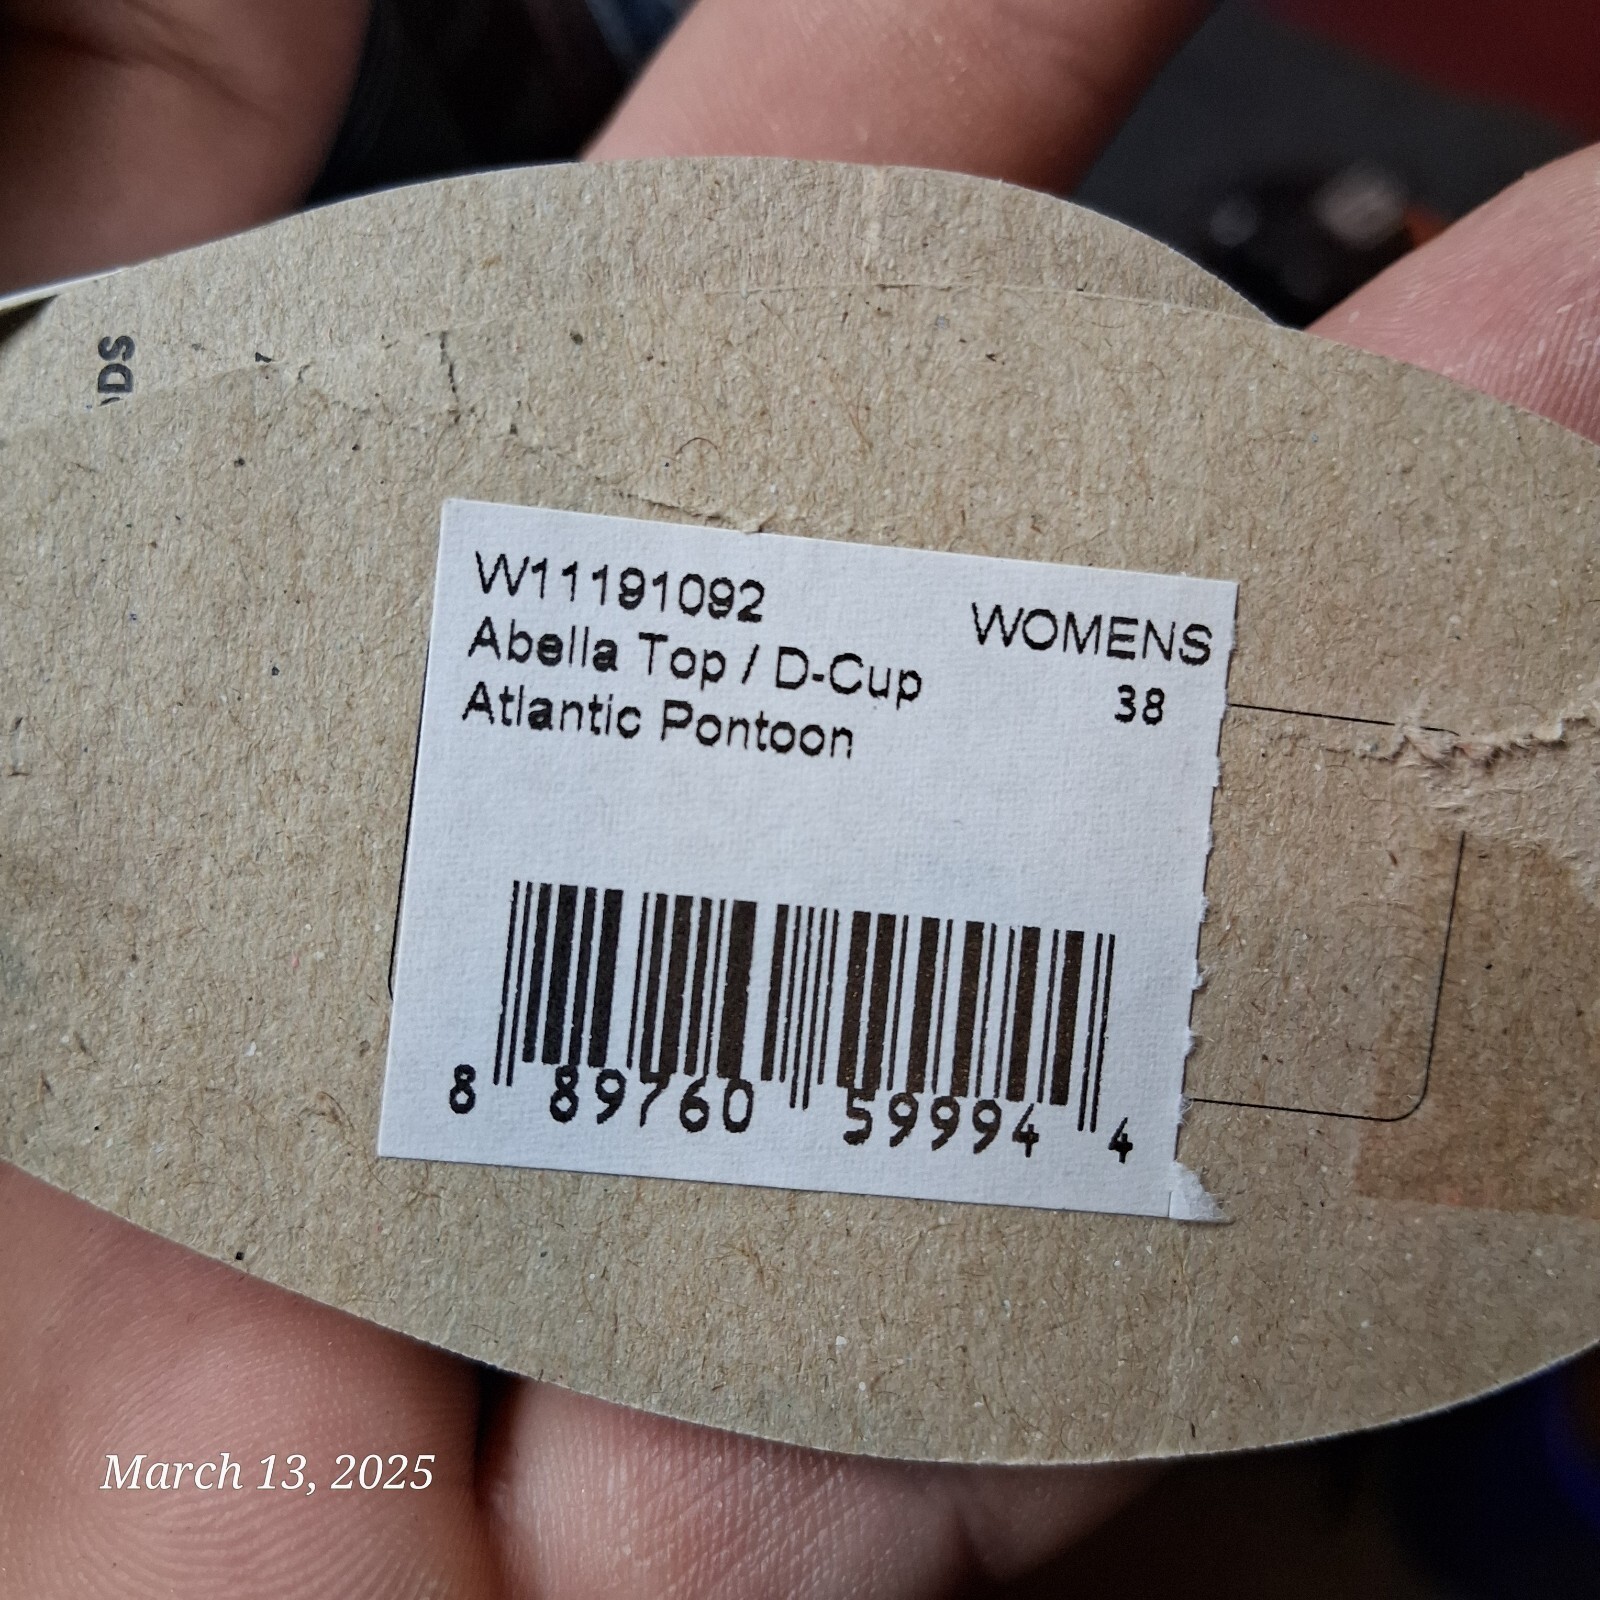 W11191092
WOMENS
Abella Top / D-Cup
38
Atlantic Pontoon
8 89760 59994 4
March 13, 2025